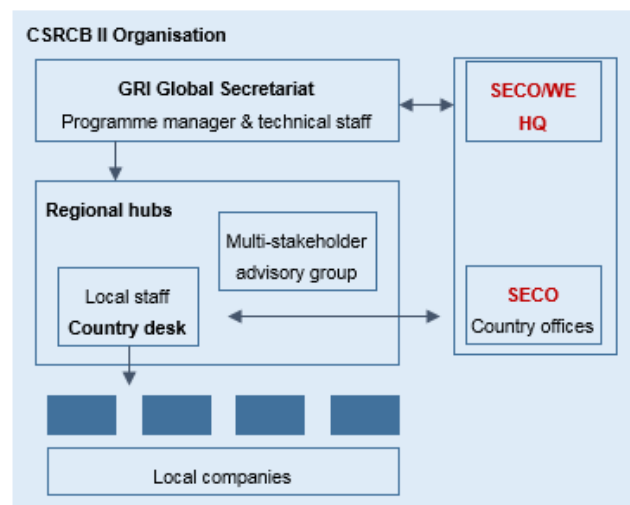 CSRCB II Organisation
GRI Global Secretariat
Programme manager & technical staff
SECO/WE
HQ
Regional hubs
Multi-stakeholder
advisory group
Local staff
Country desk
SECO
Country offices
Local companies